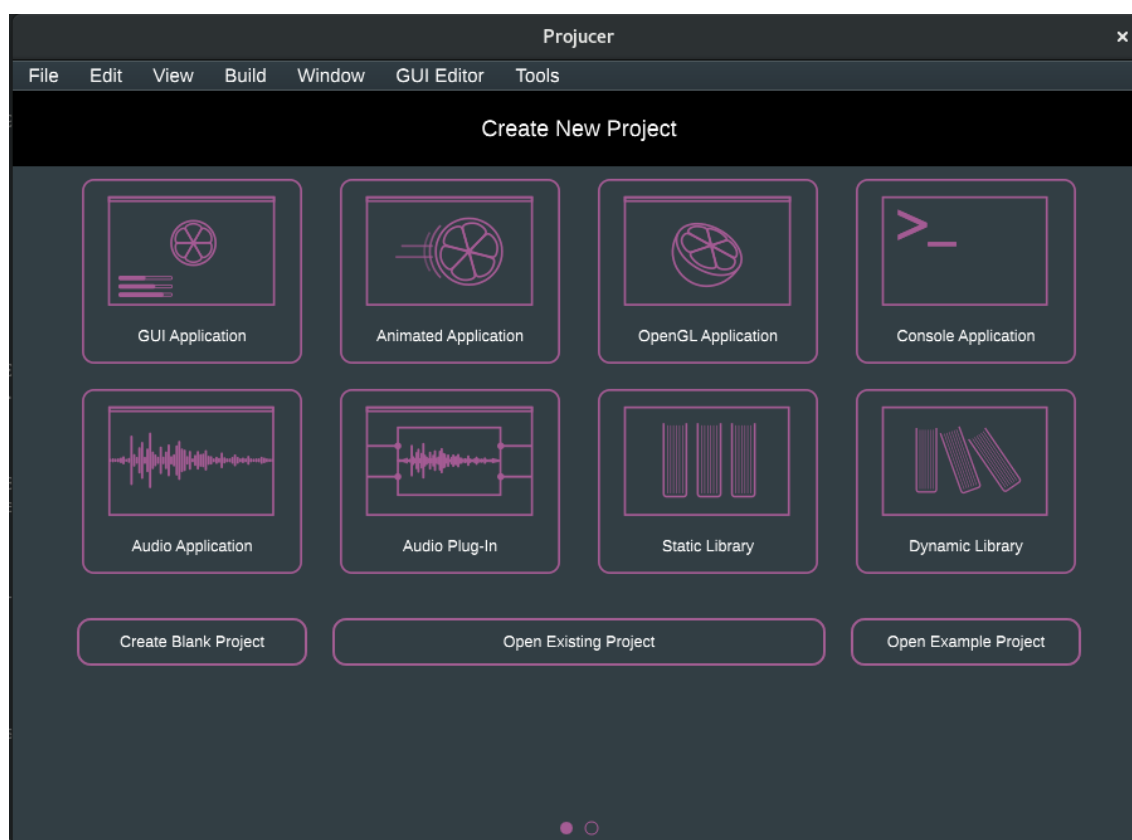 Projucer
File Edit View Build Window GUI Editor Tools
Create New Project
>_
GUI Application
Animated Application
OpenGL Application
Console Application
Audio Application
Audio Plug-In
Static Library
Dynamic Library
Create Blank Project
Open Existing Project
Open Example Project